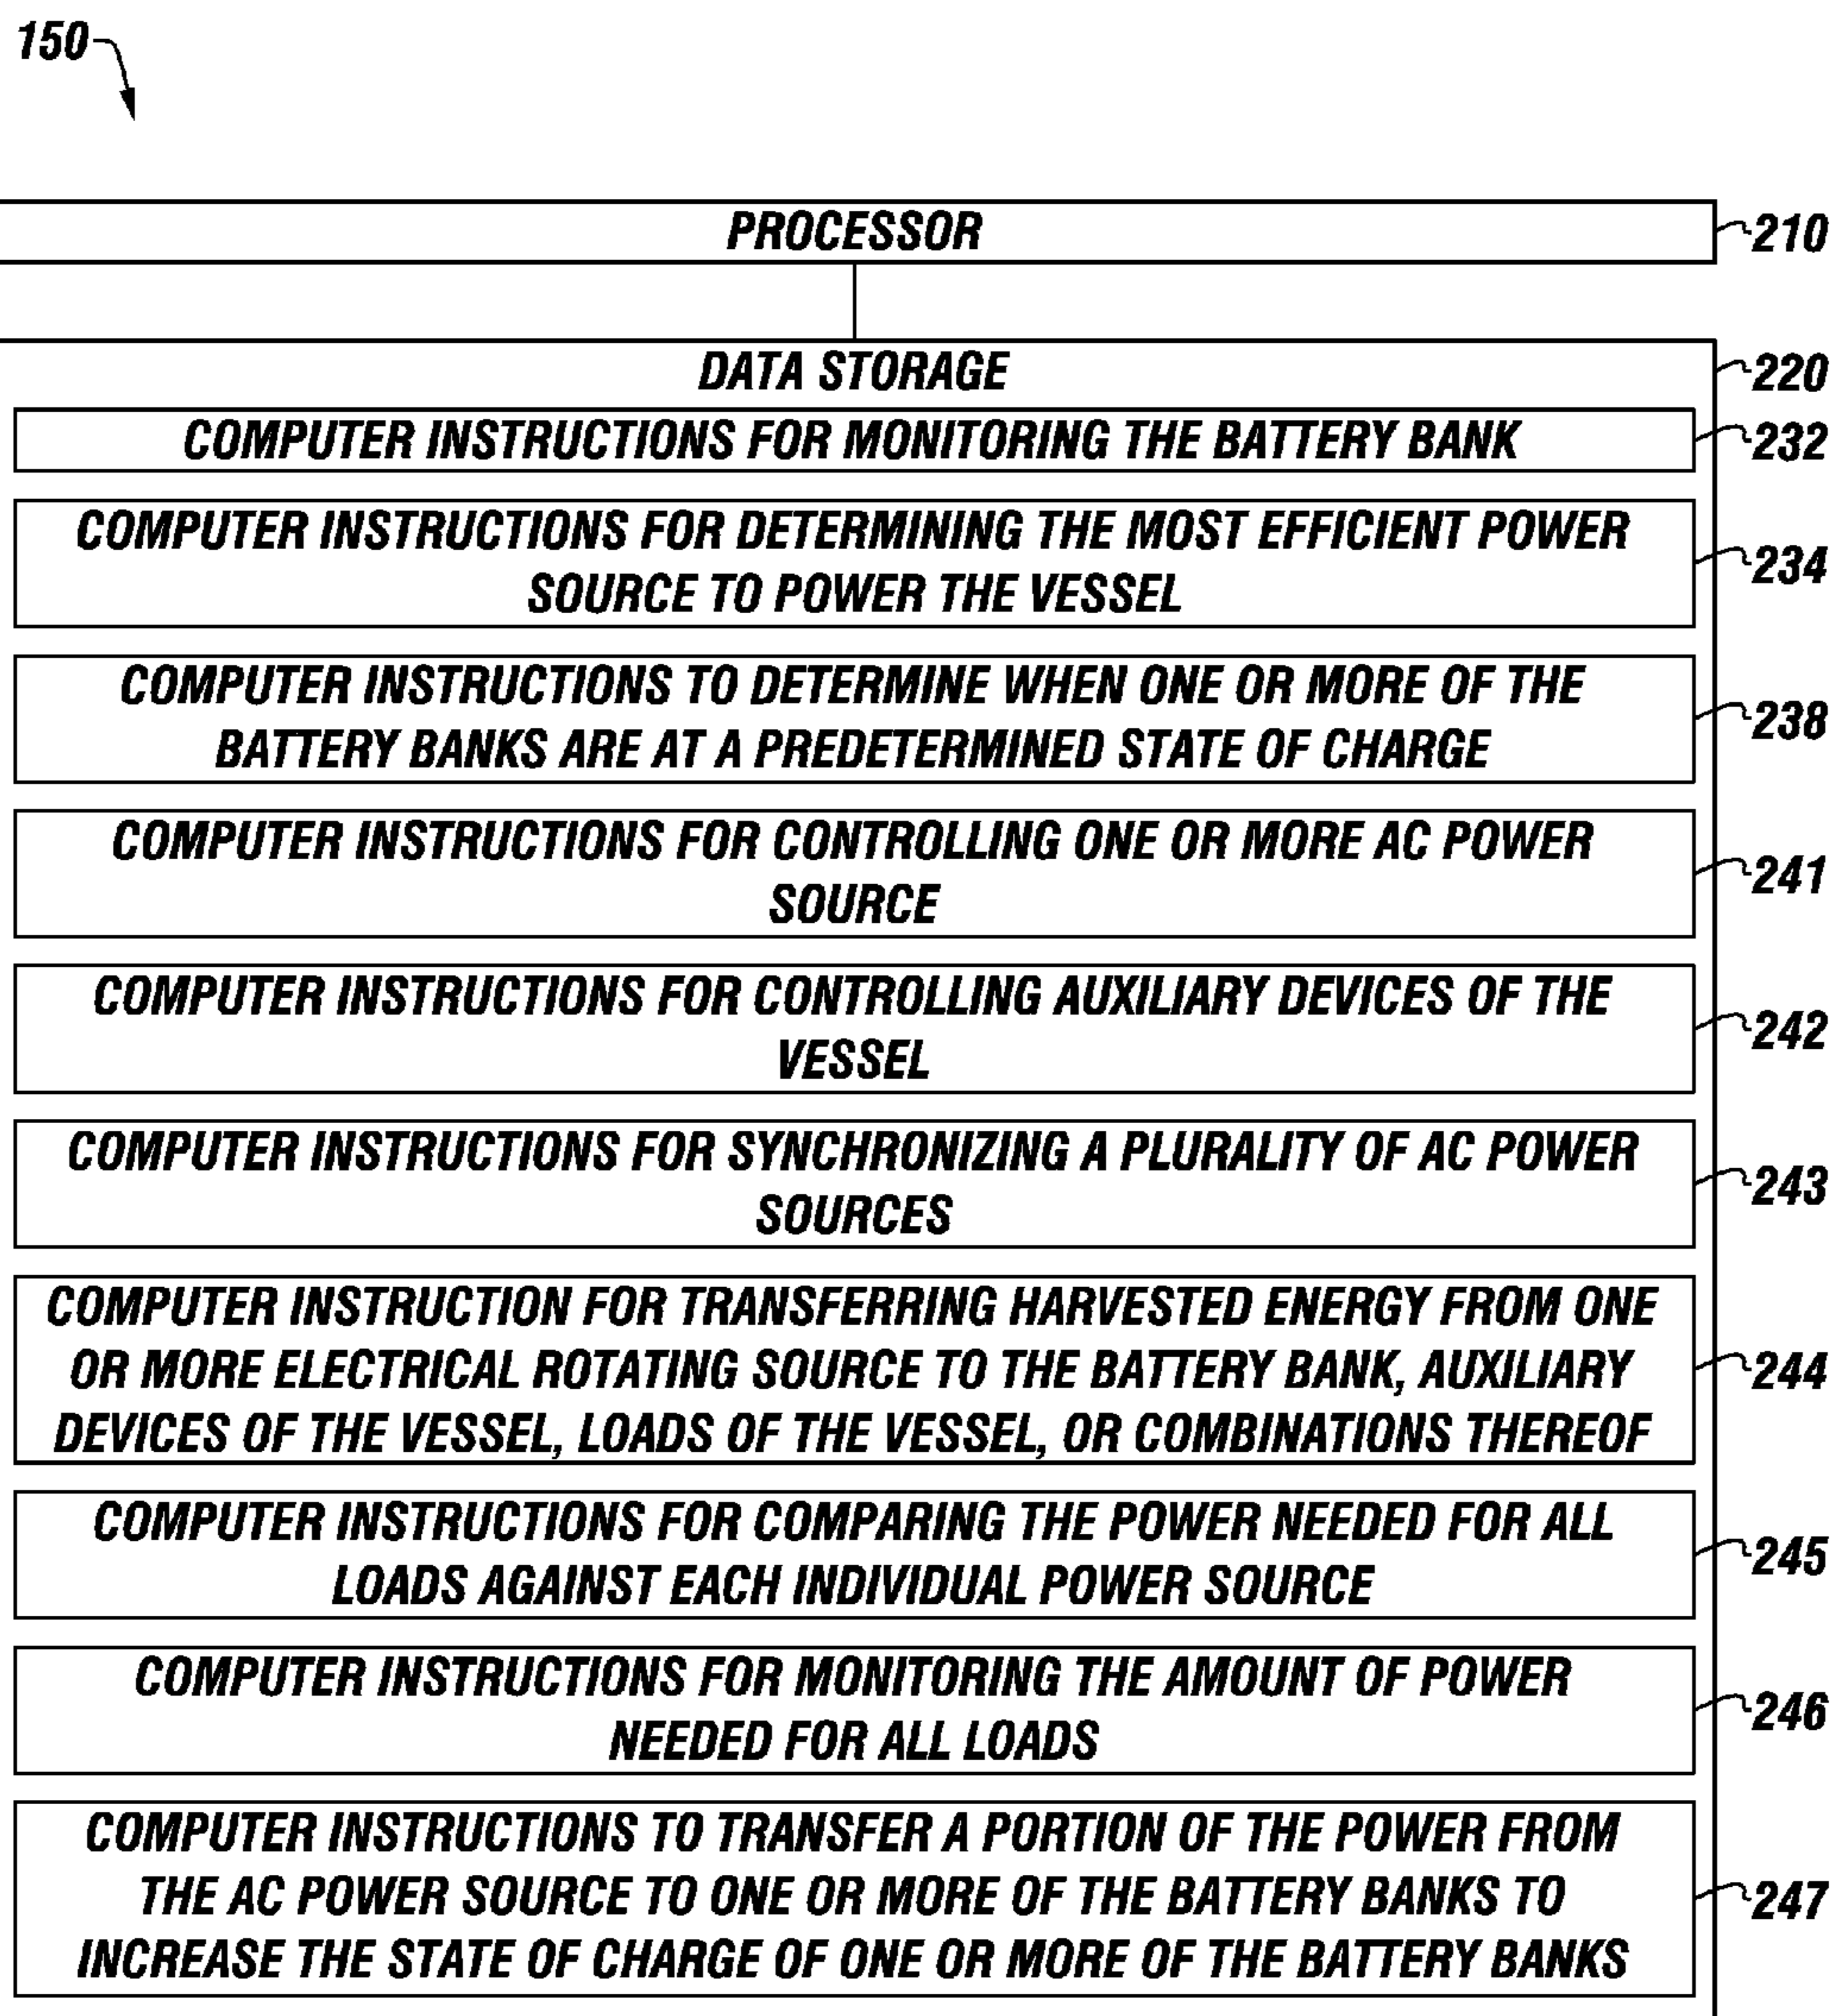 150
PROCESSOR
210
DATA STORAGE
220
COMPUTER INSTRUCTIONS FOR MONITORING THE BATTERY BANK
232
COMPUTER INSTRUCTIONS FOR DETERMINING THE MOST EFFICIENT POWER
SOURCE TO POWER THE VESSEL
234
COMPUTER INSTRUCTIONS TO DETERMINE WHEN ONE OR MORE OF THE
BATTERY BANKS ARE AT A PREDETERMINED STATE OF CHARGE
238
COMPUTER INSTRUCTIONS FOR CONTROLLING ONE OR MORE AC POWER
SOURCE
241
COMPUTER INSTRUCTIONS FOR CONTROLLING AUXILIARY DEVICES OF THE
VESSEL
242
COMPUTER INSTRUCTIONS FOR SYNCHRONIZING A PLURALITY OF AC POWER
SOURCES
243
COMPUTER INSTRUCTION FOR TRANSFERRING HARVESTED ENERGY FROM ONE
OR MORE ELECTRICAL ROTATING SOURCE TO THE BATTERY BANK, AUXILIARY
DEVICES OF THE VESSEL, LOADS OF THE VESSEL, OR COMBINATIONS THEREOF
244
COMPUTER INSTRUCTIONS FOR COMPARING THE POWER NEEDED FOR ALL
LOADS AGAINST EACH INDIVIDUAL POWER SOURCE
245
COMPUTER INSTRUCTIONS FOR MONITORING THE AMOUNT OF POWER
NEEDED FOR ALL LOADS
246
COMPUTER INSTRUCTIONS TO TRANSFER A PORTION OF THE POWER FROM
THE AC POWER SOURCE TO ONE OR MORE OF THE BATTERY BANKS TO
INCREASE THE STATE OF CHARGE OF ONE OR MORE OF THE BATTERY BANKS
247